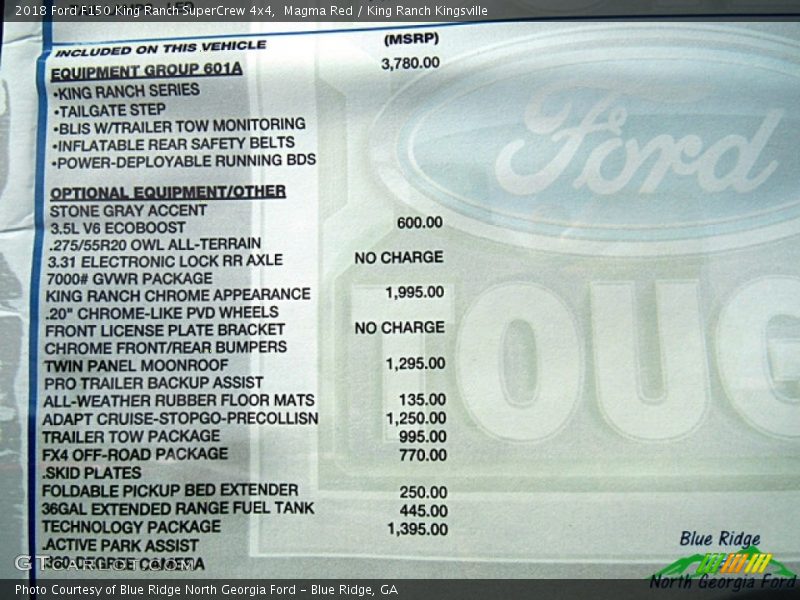 2018 Ford F150 King Ranch SuperCrew 4x4, Magma Red / King Ranch Kingsville
INCLUDED ON THIS VEHICLE (MSRP)
EQUIPMENT GROUP 601A 3,780.00
•KING RANCH SERIES
•TAILGATE STEP
•BLIS W/TRAILER TOW MONITORING
•INFLATABLE REAR SAFETY BELTS
•POWER-DEPLOYABLE RUNNING BDS
OPTIONAL EQUIPMENT/OTHER
STONE GRAY ACCENT
3.5L V6 ECOBOOST 600.00
.275/55R20 OWL ALL-TERRAIN
3.31 ELECTRONIC LOCK RR AXLE NO CHARGE
7000# GVWR PACKAGE
KING RANCH CHROME APPEARANCE 1,995.00
.20" CHROME-LIKE PVD WHEELS
FRONT LICENSE PLATE BRACKET NO CHARGE
CHROME FRONT/REAR BUMPERS
TWIN PANEL MOONROOF 1,295.00
PRO TRAILER BACKUP ASSIST
ALL-WEATHER RUBBER FLOOR MATS 135.00
ADAPT CRUISE-STOPGO-PRECOLLISN 1,250.00
TRAILER TOW PACKAGE 995.00
FX4 OFF-ROAD PACKAGE 770.00
.SKID PLATES
FOLDABLE PICKUP BED EXTENDER 250.00
36GAL EXTENDED RANGE FUEL TANK 445.00
TECHNOLOGY PACKAGE 1,395.00
.ACTIVE PARK ASSIST
.360-DEGREE CAMERA
Ford
TOUG
GTCARLOT.COM
Blue Ridge
North Georgia Ford
Photo Courtesy of Blue Ridge North Georgia Ford – Blue Ridge, GA